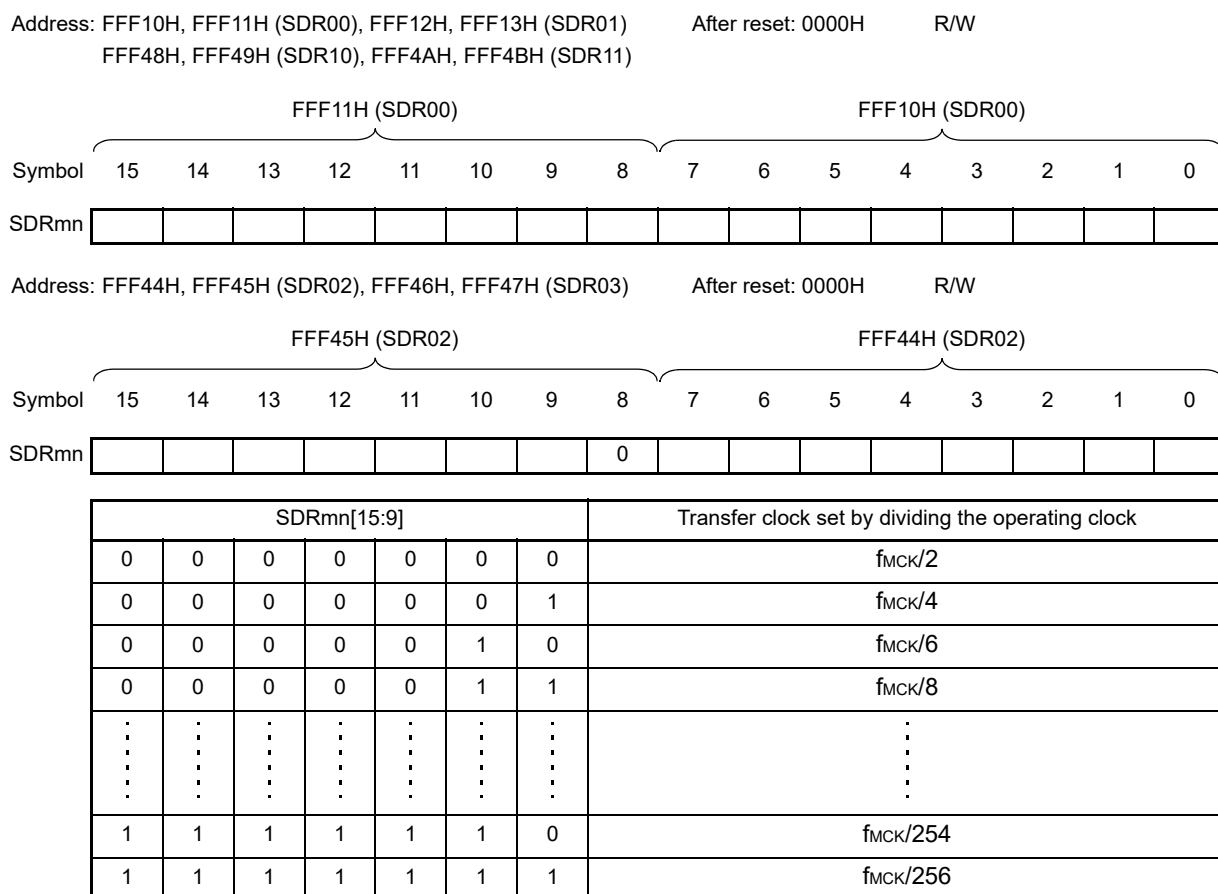 Address: FFF10H, FFF11H (SDR00), FFF12H, FFF13H (SDR01) After reset: 0000H R/W
FFF48H, FFF49H (SDR10), FFF4AH, FFF4BH (SDR11)
FFF11H (SDR00) FFF10H (SDR00)
Symbol 15 14 13 12 11 10 9 8 7 6 5 4 3 2 1 0
SDRmn
Address: FFF44H, FFF45H (SDR02), FFF46H, FFF47H (SDR03) After reset: 0000H R/W
FFF45H (SDR02) FFF44H (SDR02)
Symbol 15 14 13 12 11 10 9 8 7 6 5 4 3 2 1 0
SDRmn 0
SDRmn[15:9] Transfer clock set by dividing the operating clock
0 0 0 0 0 0 0 fMCK/2
0 0 0 0 0 0 1 fMCK/4
0 0 0 0 0 1 0 fMCK/6
0 0 0 0 0 1 1 fMCK/8
1 1 1 1 1 1 0 fMCK/254
1 1 1 1 1 1 1 fMCK/256